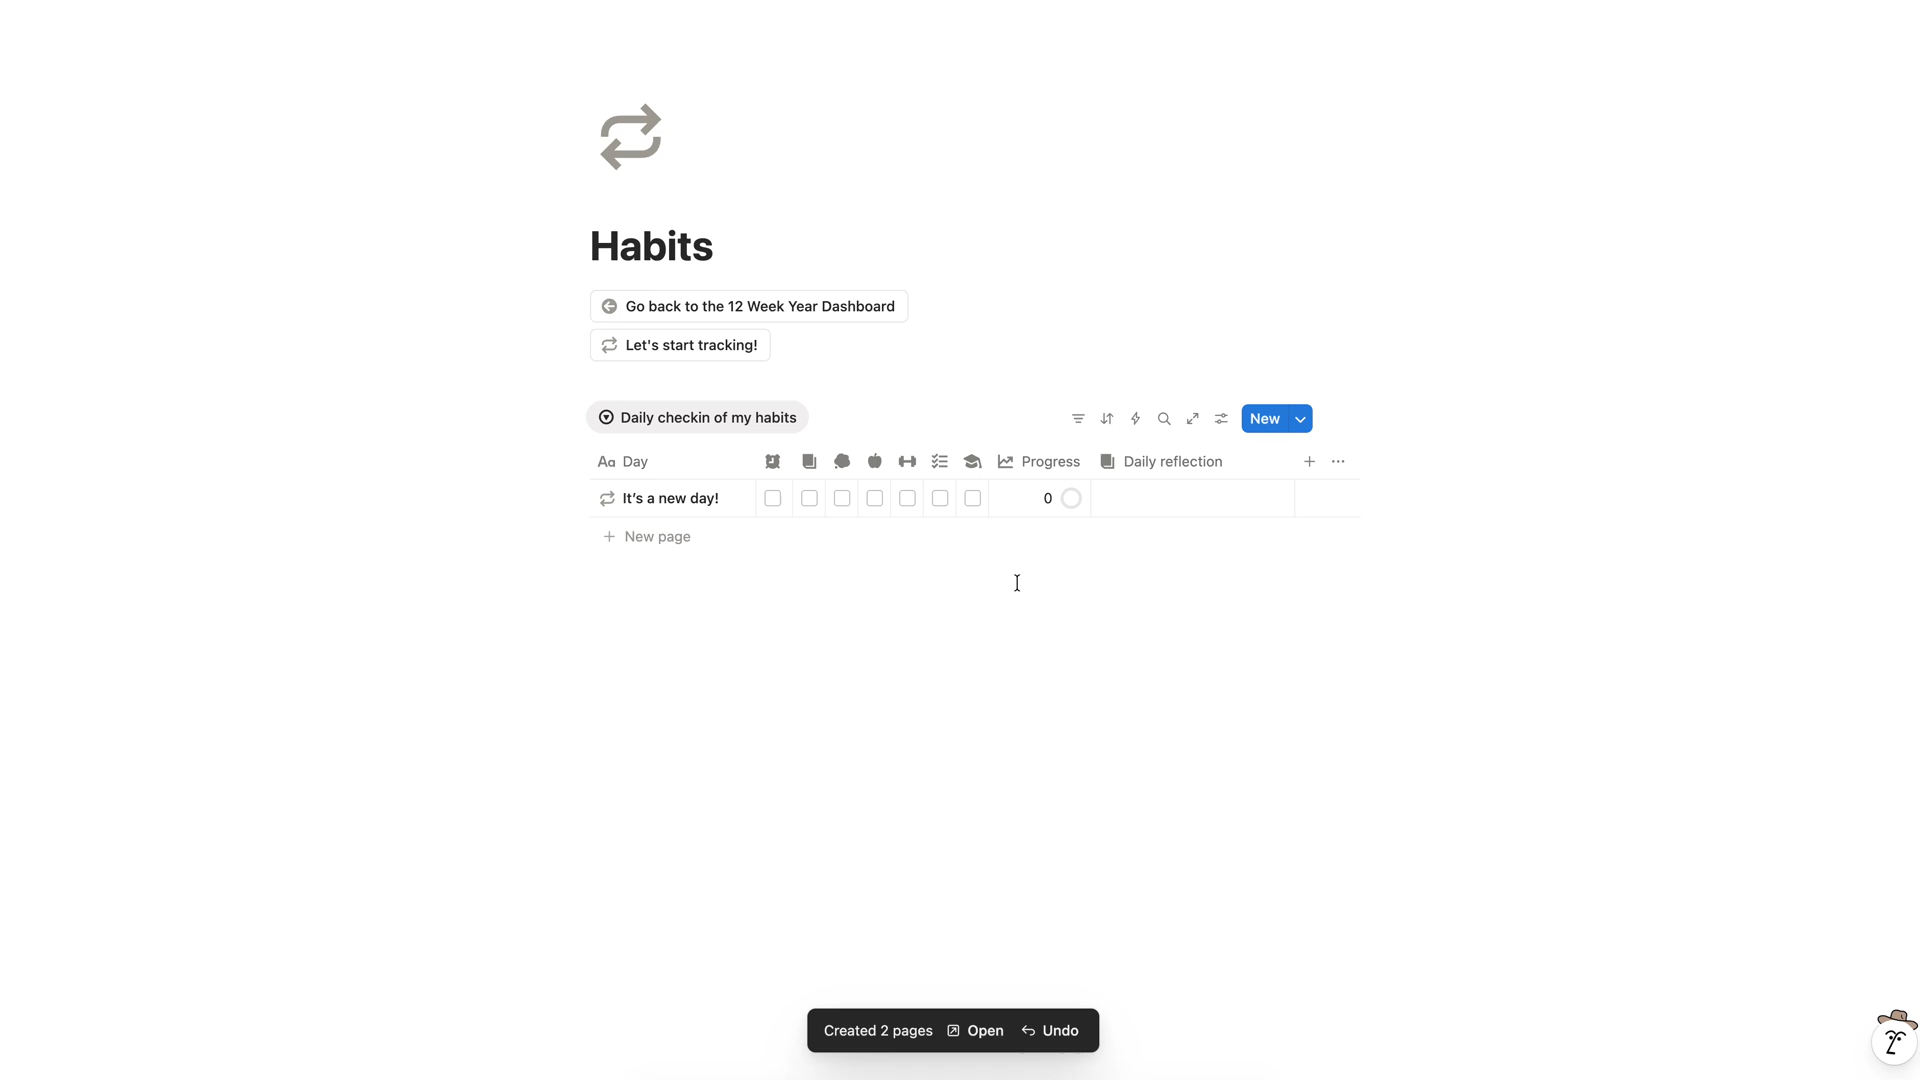 Habits
Go back to the 12 Week Year Dashboard
Let's start tracking!
Daily checkin of my habits
New
Aa Day Progress Daily reflection
It's a new day! 0
New page
Created 2 pages Open Undo